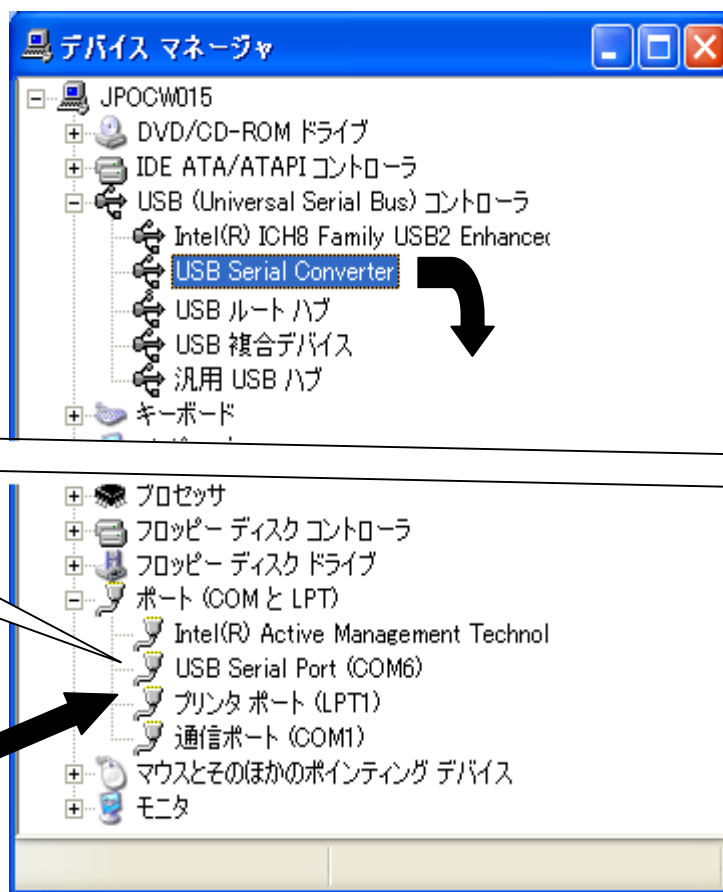 デバイス マネージャ
JPOCW015
DVD/CD-ROM ドライブ
IDE ATA/ATAPI コントローラ
USB (Universal Serial Bus) コントローラ
Intel(R) ICH8 Family USB2 Enhanced
USB Serial Converter
USB ルート ハブ
USB 複合デバイス
汎用 USB ハブ
キーボード
プロセッサ
フロッピー ディスク コントローラ
フロッピー ディスク ドライブ
ポート (COM と LPT)
Intel(R) Active Management Technol
USB Serial Port (COM6)
プリンタ ポート (LPT1)
通信ポート (COM1)
マウスとそのほかのポインティング デバイス
モニタ